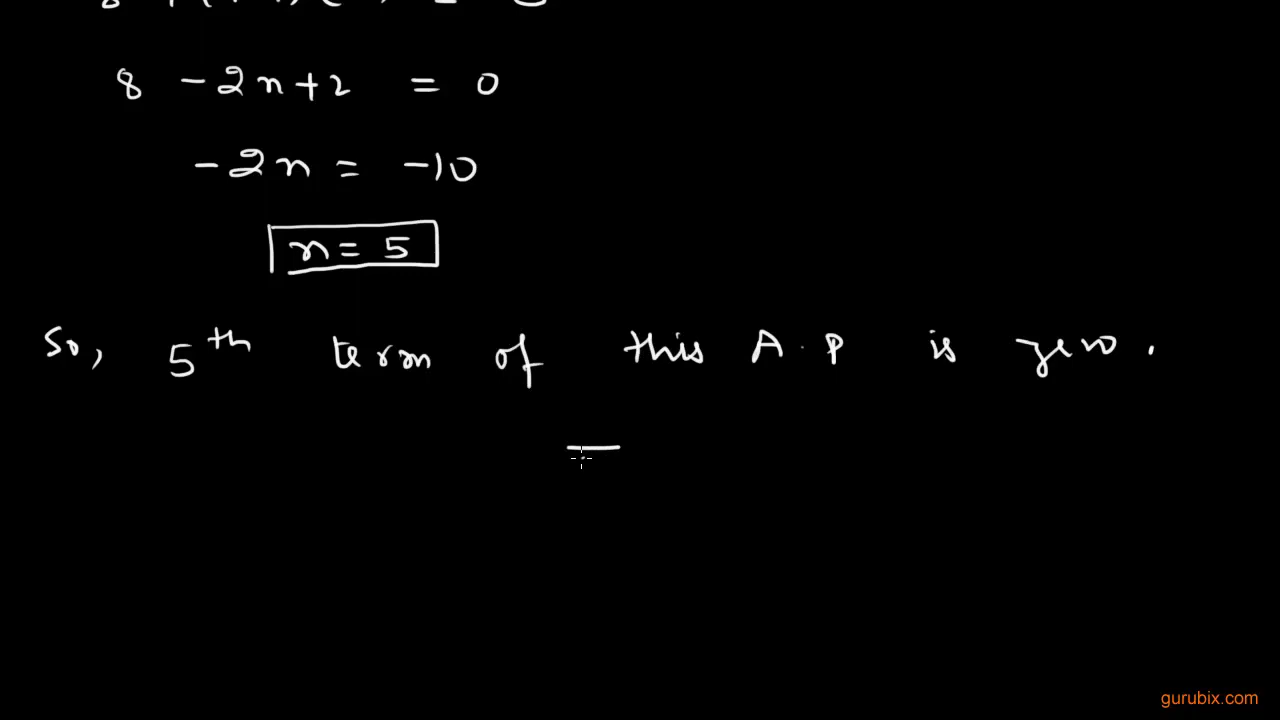 8 -2n+2 = 0
-2n = -10
n = 5
So, 5th term of this A.P is zero.
gurubix.com